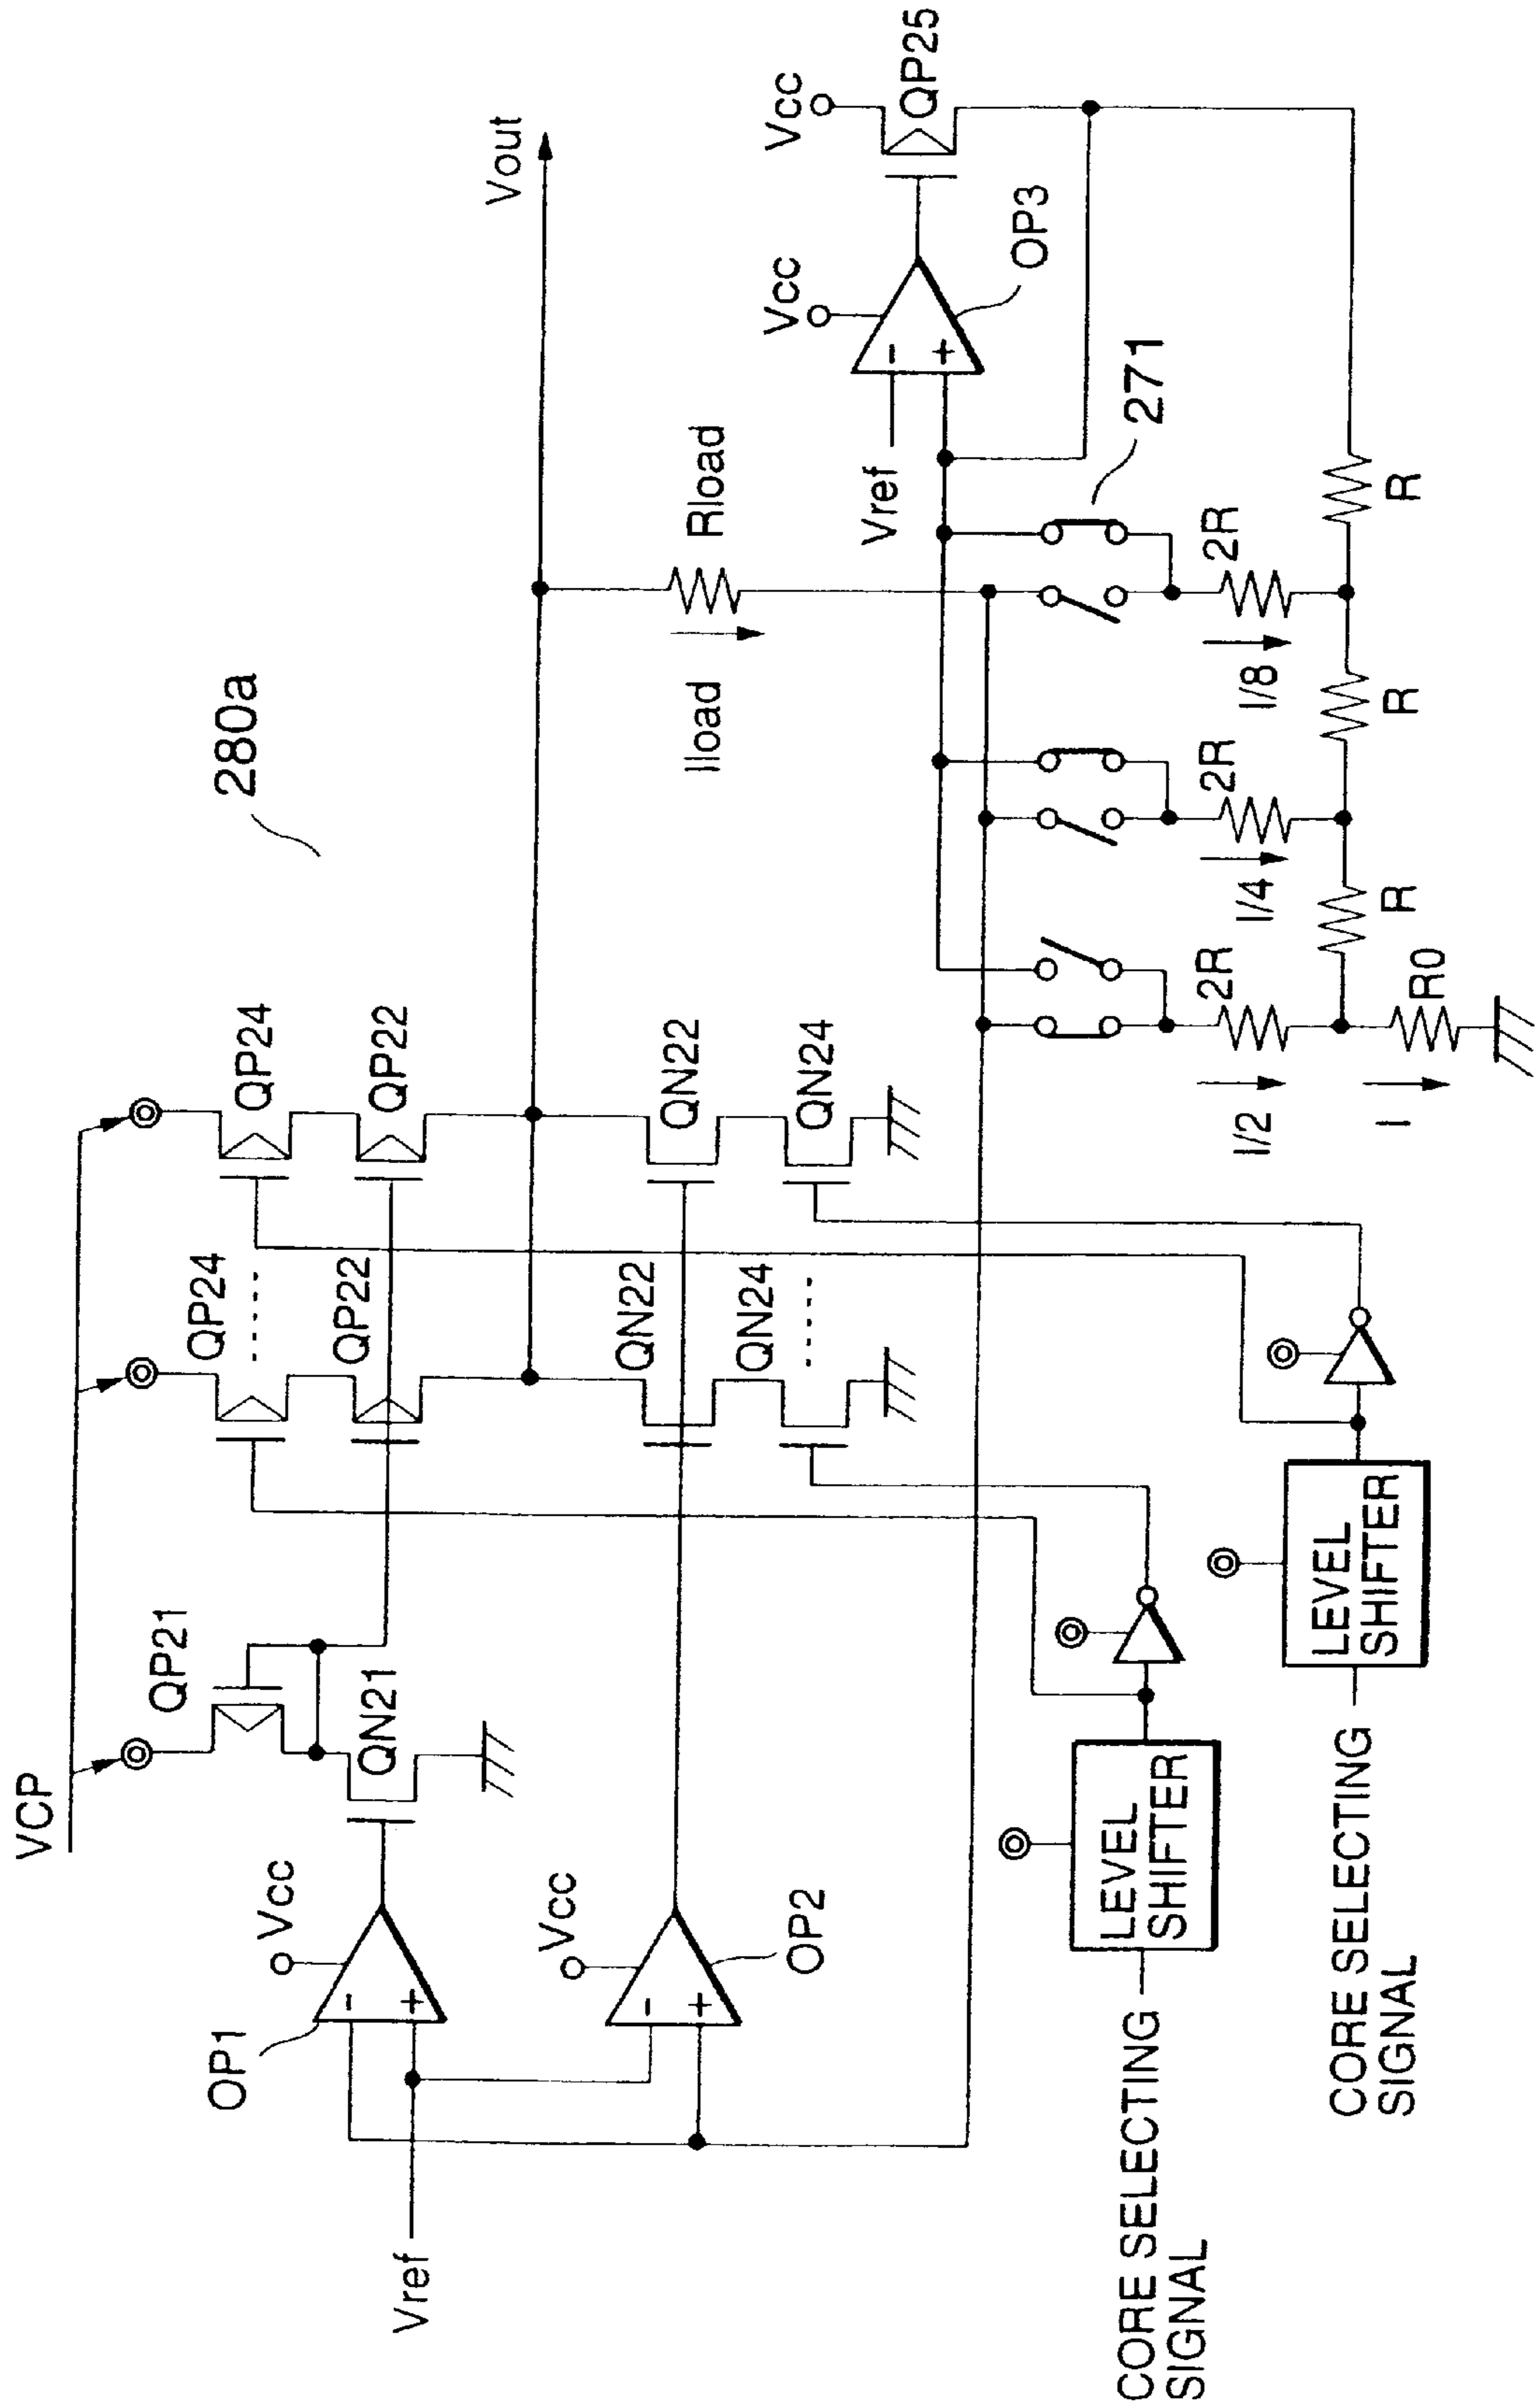 280a
VCP
Vout
QP21
QP24
QP24
QP22
QP22
QN21
QN22
QN22
QN24
QN24
.....
.....
Vcc
OP1
-
+
Vref
Vcc
OP2
-
+
Iload
Rload
Vcc
Vcc
QP25
OP3
-
+
Vref
271
I/2
2R
I/4
2R
I/8
2R
I
R0
R
R
R
LEVEL
SHIFTER
CORE SELECTING
SIGNAL
LEVEL
SHIFTER
CORE SELECTING
SIGNAL